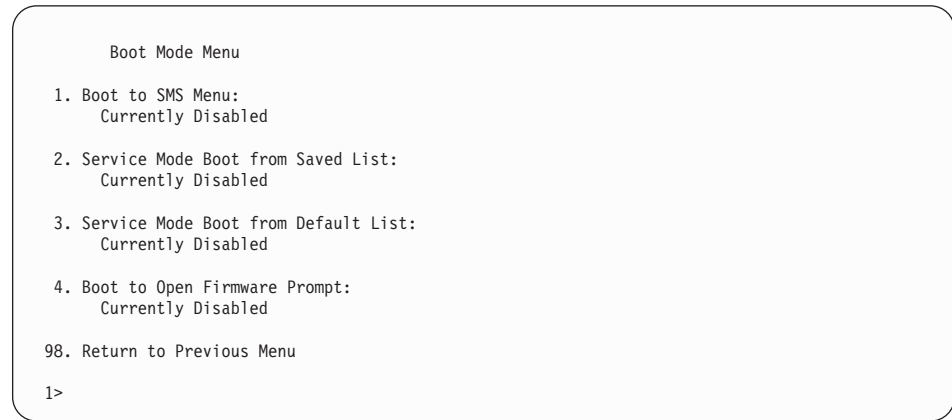 Boot Mode Menu
1. Boot to SMS Menu:
Currently Disabled
2. Service Mode Boot from Saved List:
Currently Disabled
3. Service Mode Boot from Default List:
Currently Disabled
4. Boot to Open Firmware Prompt:
Currently Disabled
98. Return to Previous Menu
1>